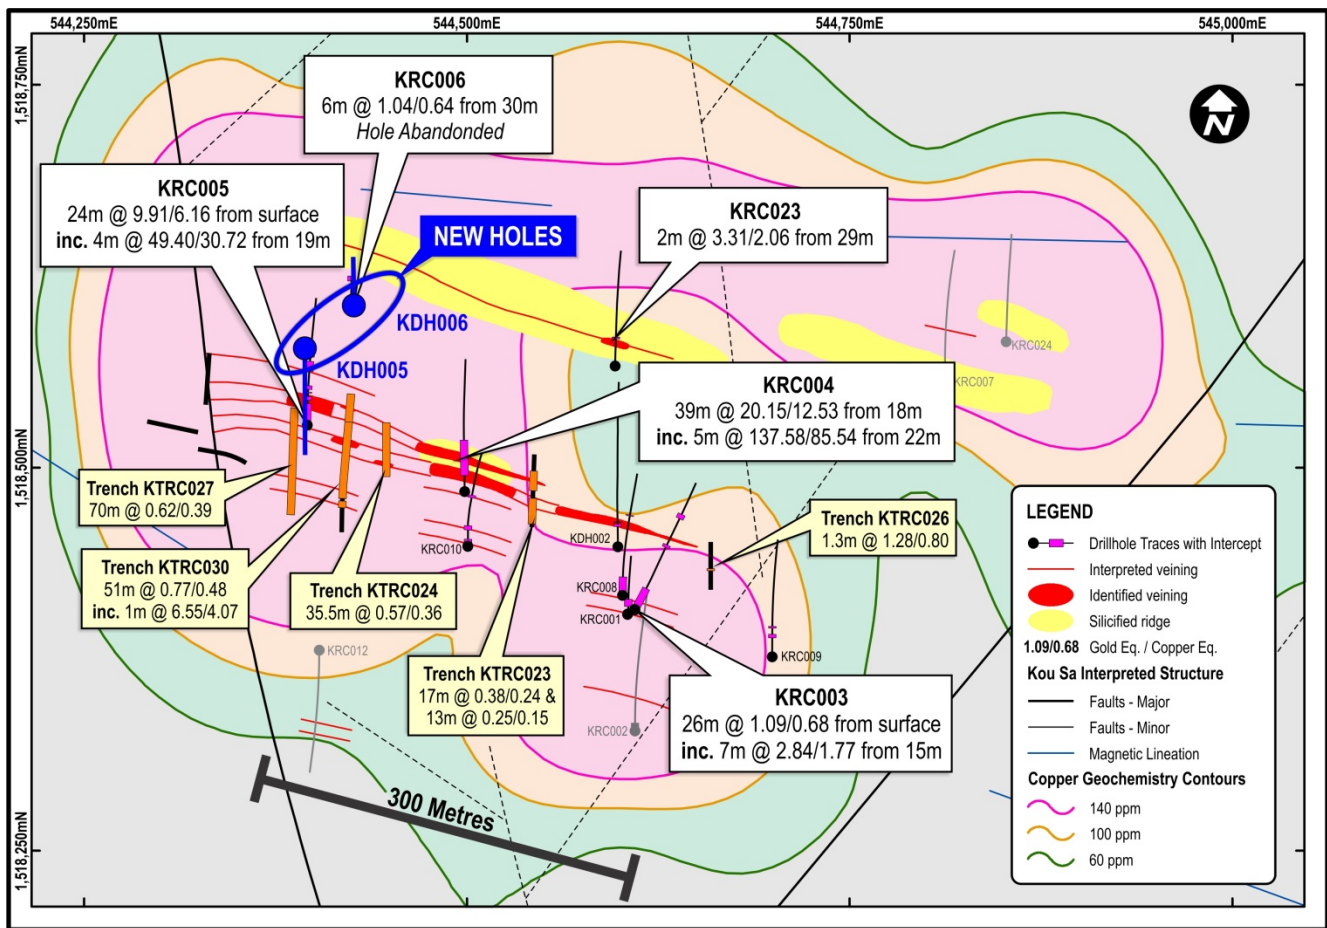 544,250mE
544,500mE
544,750mE
545,000mE
1,518,750mN
1,518,500mN
1,518,250mN
N
KRC006
6m @ 1.04/0.64 from 30m
Hole Abandonded
KRC005
24m @ 9.91/6.16 from surface
inc. 4m @ 49.40/30.72 from 19m
NEW HOLES
KRC023
2m @ 3.31/2.06 from 29m
KDH006
KDH005
KRC024
KRC007
KRC004
39m @ 20.15/12.53 from 18m
inc. 5m @ 137.58/85.54 from 22m
Trench KTRC027
70m @ 0.62/0.39
Trench KTRC030
51m @ 0.77/0.48
inc. 1m @ 6.55/4.07
Trench KTRC024
35.5m @ 0.57/0.36
KRC010
KDH002
Trench KTRC026
1.3m @ 1.28/0.80
KRC008
KRC001
KRC009
KRC012
Trench KTRC023
17m @ 0.38/0.24 &
13m @ 0.25/0.15
KRC002
KRC003
26m @ 1.09/0.68 from surface
inc. 7m @ 2.84/1.77 from 15m
300 Metres
LEGEND
Drillhole Traces with Intercept
Interpreted veining
Identified veining
Silicified ridge
1.09/0.68 Gold Eq. / Copper Eq.
Kou Sa Interpreted Structure
Faults - Major
Faults - Minor
Magnetic Lineation
Copper Geochemistry Contours
140 ppm
100 ppm
60 ppm